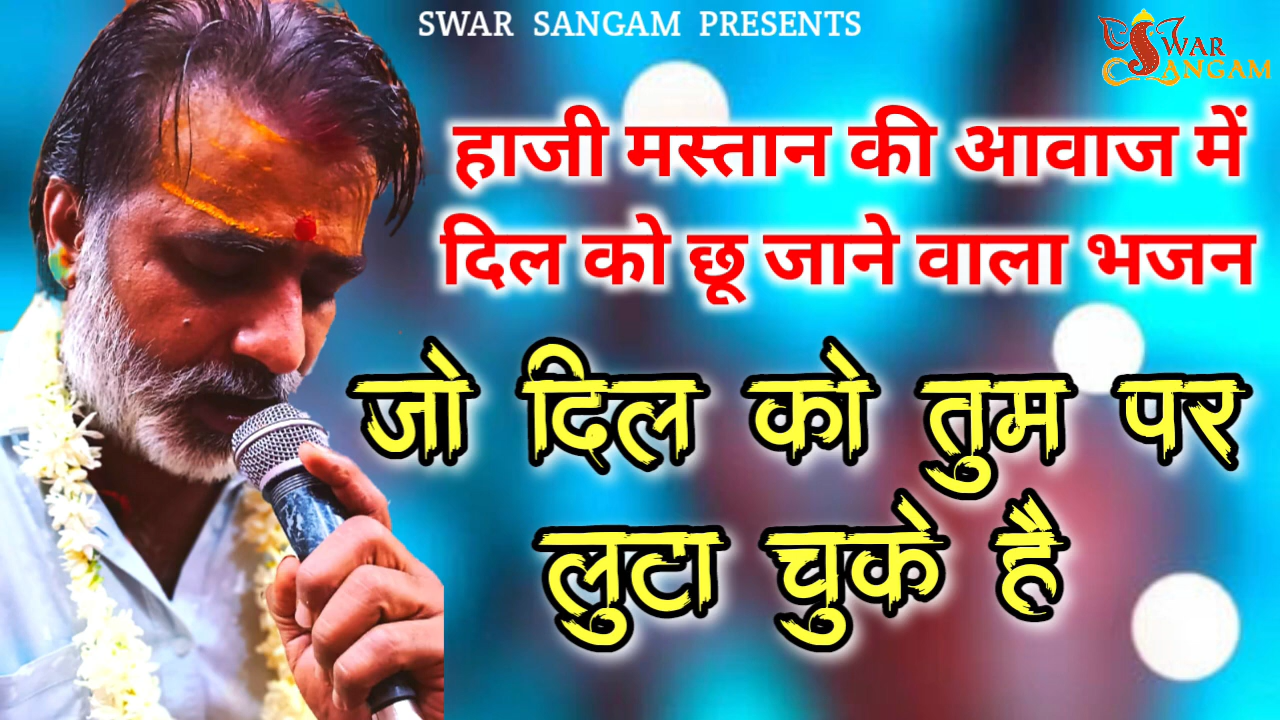 SWAR SANGAM PRESENTS
SWAR
SANGAM
हाजी मस्तान की आवाज में
दिल को छू जाने वाला भजन
जो दिल को तुम पर
लुटा चुके है